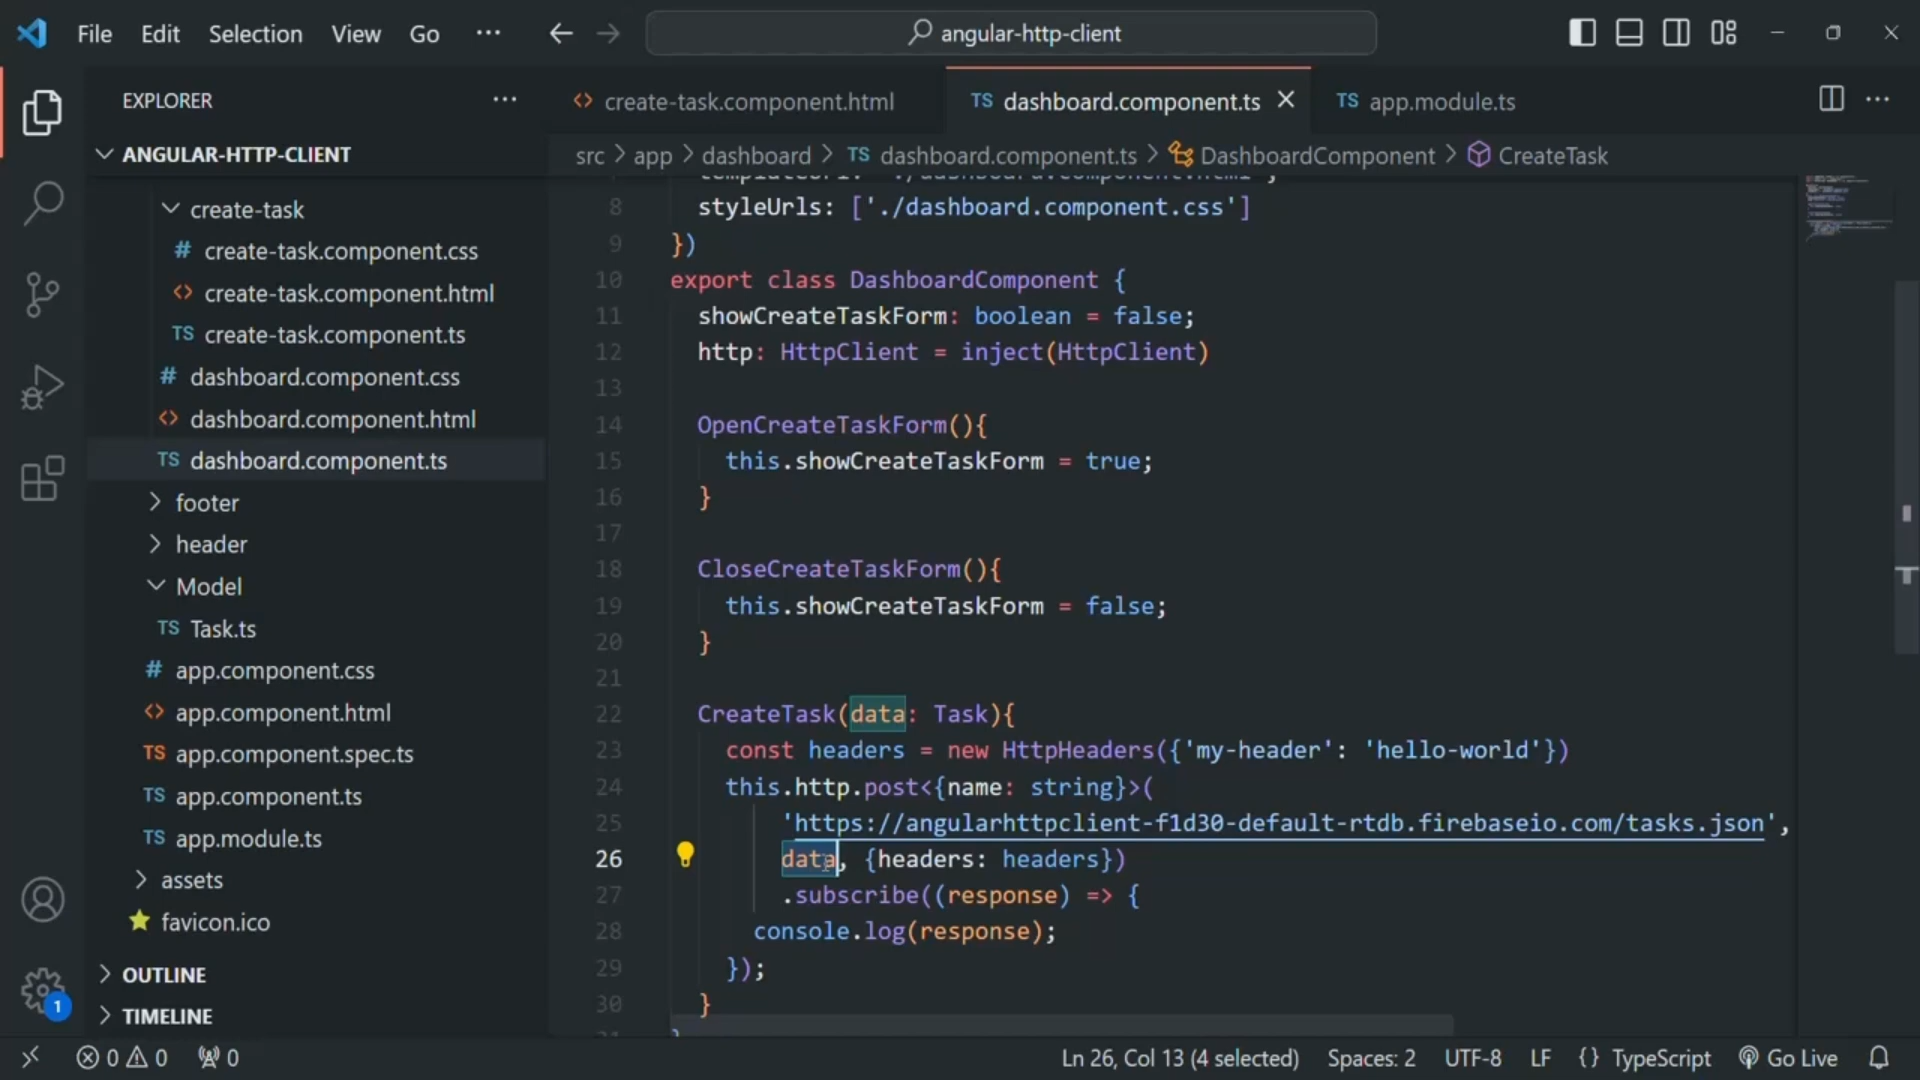 File Edit Selection View Go ··· angular-http-client
EXPLORER ···
ANGULAR-HTTP-CLIENT
create-task
# create-task.component.css
<> create-task.component.html
TS create-task.component.ts
# dashboard.component.css
<> dashboard.component.html
TS dashboard.component.ts
footer
header
Model
TS Task.ts
# app.component.css
<> app.component.html
TS app.component.spec.ts
TS app.component.ts
TS app.module.ts
assets
favicon.ico
OUTLINE
TIMELINE
1
<> create-task.component.html TS dashboard.component.ts TS app.module.ts ···
src > app > dashboard > TS dashboard.component.ts > DashboardComponent > CreateTask
templateUrl: './dashboard.component.html',
8 styleUrls: ['./dashboard.component.css']
9 })
10 export class DashboardComponent {
11 showCreateTaskForm: boolean = false;
12 http: HttpClient = inject(HttpClient)
13
14 OpenCreateTaskForm(){
15 this.showCreateTaskForm = true;
16 }
17
18 CloseCreateTaskForm(){
19 this.showCreateTaskForm = false;
20 }
21
22 CreateTask(data: Task){
23 const headers = new HttpHeaders({'my-header': 'hello-world'})
24 this.http.post<{name: string}>(
25 'https://angularhttpclient-f1d30-default-rtdb.firebaseio.com/tasks.json',
26 data, {headers: headers})
27 .subscribe((response) => {
28 console.log(response);
29 });
30 }
31 }
0 0 0 Ln 26, Col 13 (4 selected) Spaces: 2 UTF-8 LF {} TypeScript Go Live